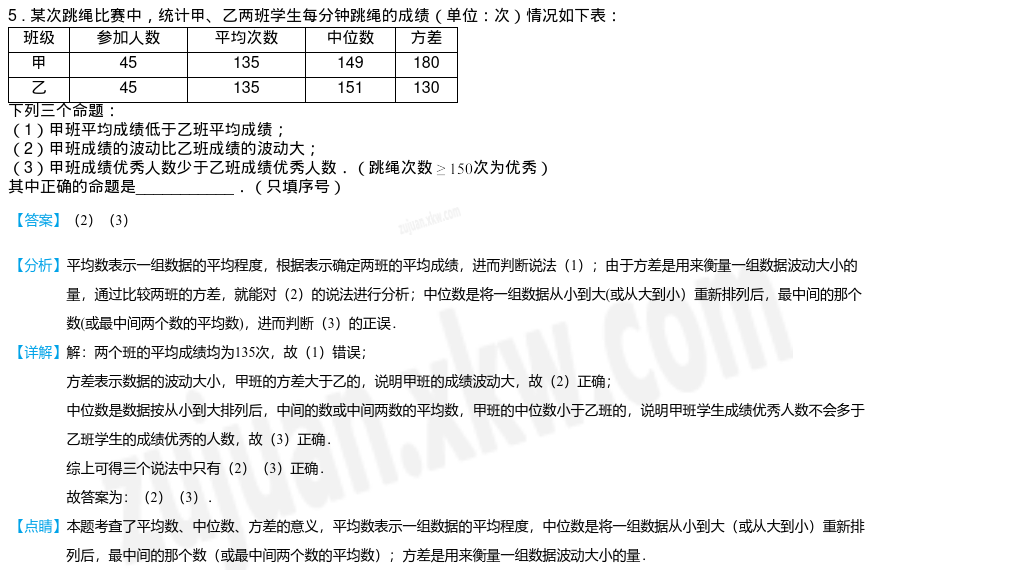 5．某次跳绳比赛中，统计甲、乙两班学生每分钟跳绳的成绩（单位：次）情况如下表：
班级 参加人数 平均次数 中位数 方差
甲 45 135 149 180
乙 45 135 151 130
下列三个命题：
（1）甲班平均成绩低于乙班平均成绩；
（2）甲班成绩的波动比乙班成绩的波动大；
（3）甲班成绩优秀人数少于乙班成绩优秀人数．（跳绳次数 ≥ 150次为优秀）
其中正确的命题是___________．（只填序号）
【答案】（2）（3）
zujuan.xkw.com
【分析】平均数表示一组数据的平均程度，根据表示确定两班的平均成绩，进而判断说法（1）；由于方差是用来衡量一组数据波动大小的
量，通过比较两班的方差，就能对（2）的说法进行分析；中位数是将一组数据从小到大(或从大到小）重新排列后，最中间的那个
数(或最中间两个数的平均数)，进而判断（3）的正误．
【详解】解：两个班的平均成绩均为135次，故（1）错误；
方差表示数据的波动大小，甲班的方差大于乙的，说明甲班的成绩波动大，故（2）正确；
中位数是数据按从小到大排列后，中间的数或中间两数的平均数，甲班的中位数小于乙班的，说明甲班学生成绩优秀人数不会多于
乙班学生的成绩优秀的人数，故（3）正确．
综上可得三个说法中只有（2）（3）正确．
故答案为：（2）（3）．
【点睛】本题考查了平均数、中位数、方差的意义，平均数表示一组数据的平均程度，中位数是将一组数据从小到大（或从大到小）重新排
列后，最中间的那个数（或最中间两个数的平均数）；方差是用来衡量一组数据波动大小的量．
zujuan.xkw.com